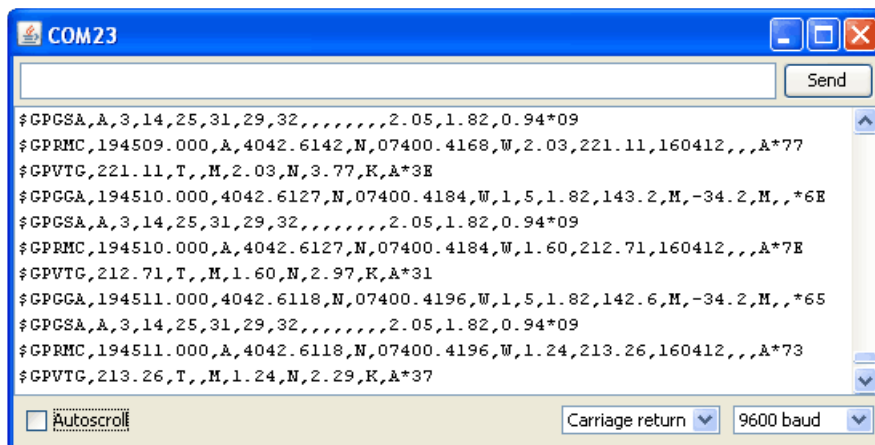 COM23
Send
$GPGSA,A,3,14,25,31,29,32,,,,,,,,2.05,1.82,0.94*09
$GPRMC,194509.000,A,4042.6142,N,07400.4168,W,2.03,221.11,160412,,,A*77
$GPVTG,221.11,T,,M,2.03,N,3.77,K,A*3E
$GPGGA,194510.000,4042.6127,N,07400.4184,W,1,5,1.82,143.2,M,-34.2,M,,*6E
$GPGSA,A,3,14,25,31,29,32,,,,,,,,2.05,1.82,0.94*09
$GPRMC,194510.000,A,4042.6127,N,07400.4184,W,1.60,212.71,160412,,,A*7E
$GPVTG,212.71,T,,M,1.60,N,2.97,K,A*31
$GPGGA,194511.000,4042.6118,N,07400.4196,W,1,5,1.82,142.6,M,-34.2,M,,*65
$GPGSA,A,3,14,25,31,29,32,,,,,,,,2.05,1.82,0.94*09
$GPRMC,194511.000,A,4042.6118,N,07400.4196,W,1.24,213.26,160412,,,A*73
$GPVTG,213.26,T,,M,1.24,N,2.29,K,A*37
Autoscroll
Carriage return
9600 baud